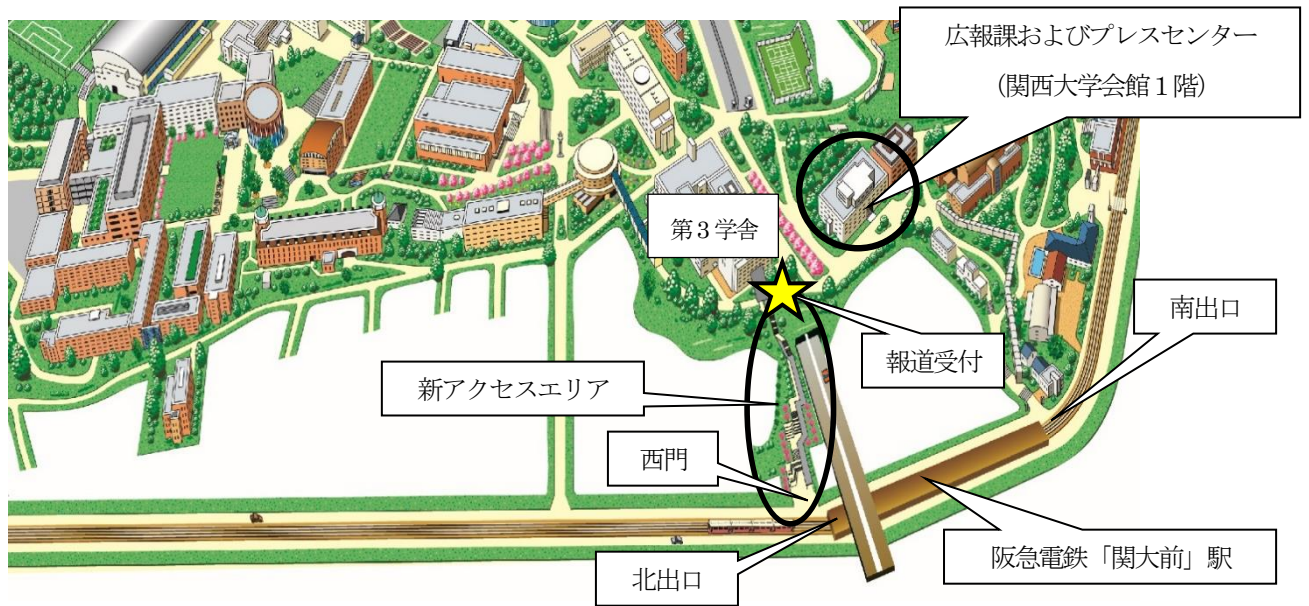 広報課およびプレスセンター
(関西大学会館１階)
第３学舎
南出口
報道受付
新アクセスエリア
西門
阪急電鉄「関大前」駅
北出口